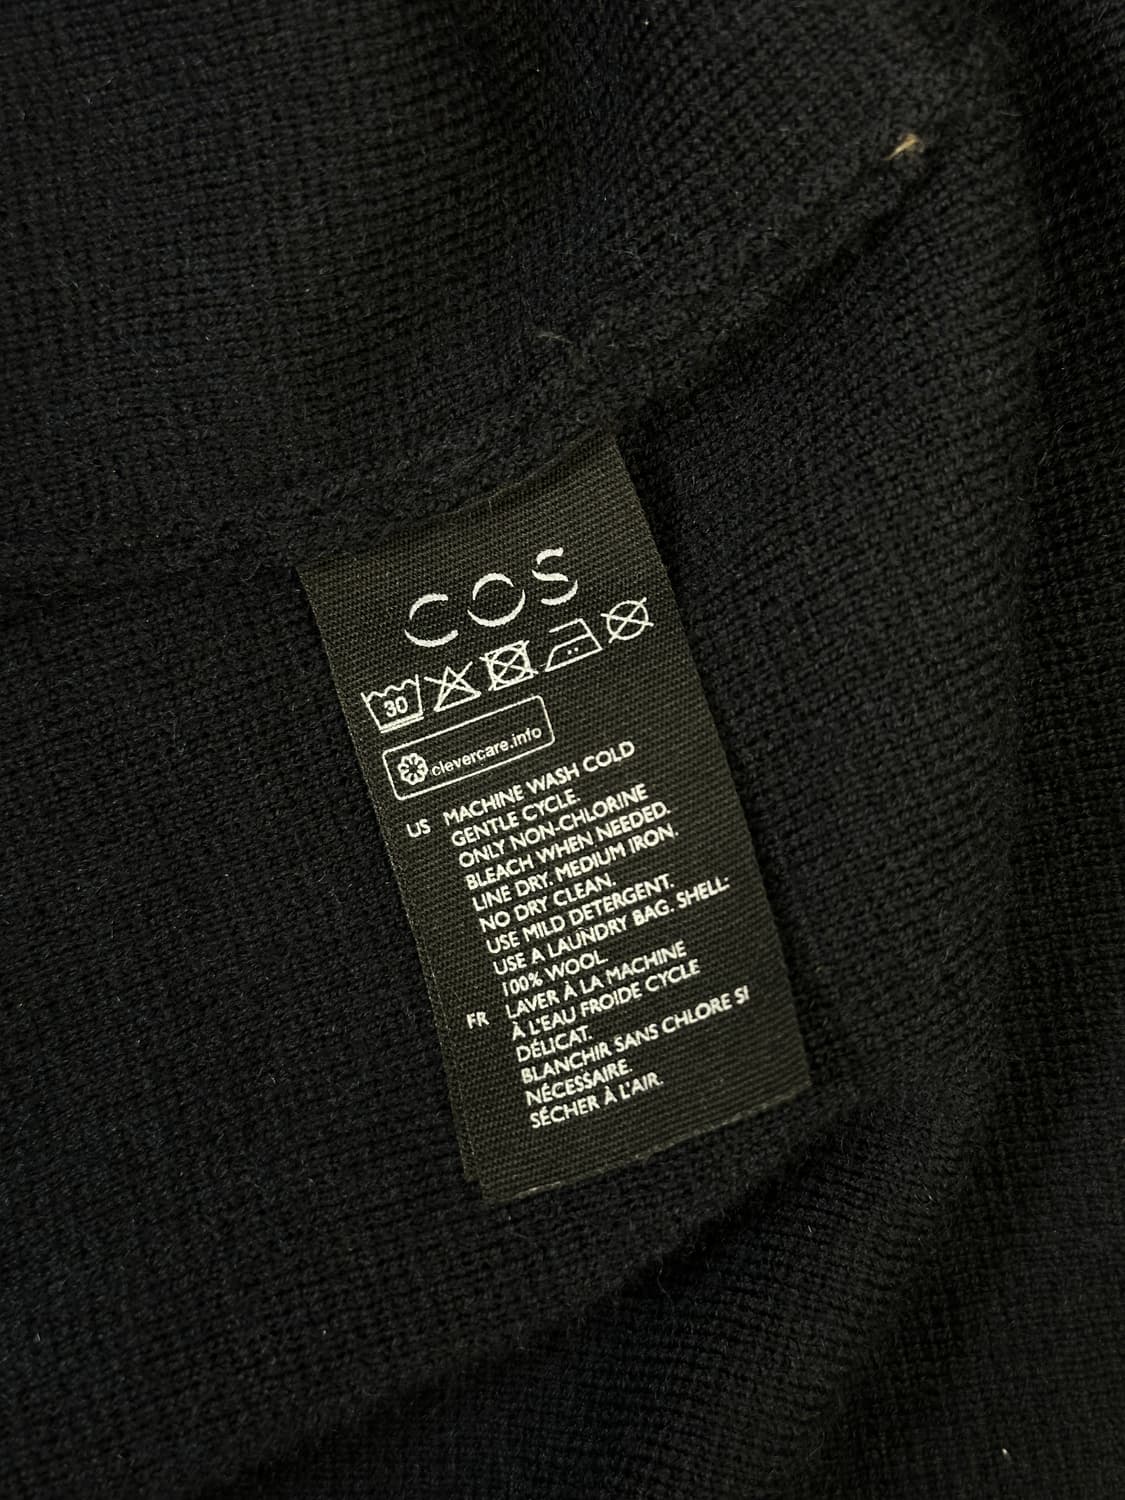 COS
30
clevercare.info
US MACHINE WASH COLD
GENTLE CYCLE.
ONLY NON-CHLORINE
BLEACH WHEN NEEDED.
LINE DRY. MEDIUM IRON.
NO DRY CLEAN.
USE MILD DETERGENT.
USE A LAUNDRY BAG. SHELL:
100% WOOL
FR LAVER À LA MACHINE
À L'EAU FROIDE CYCLE
DÉLICAT.
BLANCHIR SANS CHLORE SI
NÉCESSAIRE.
SÉCHER À L'AIR.